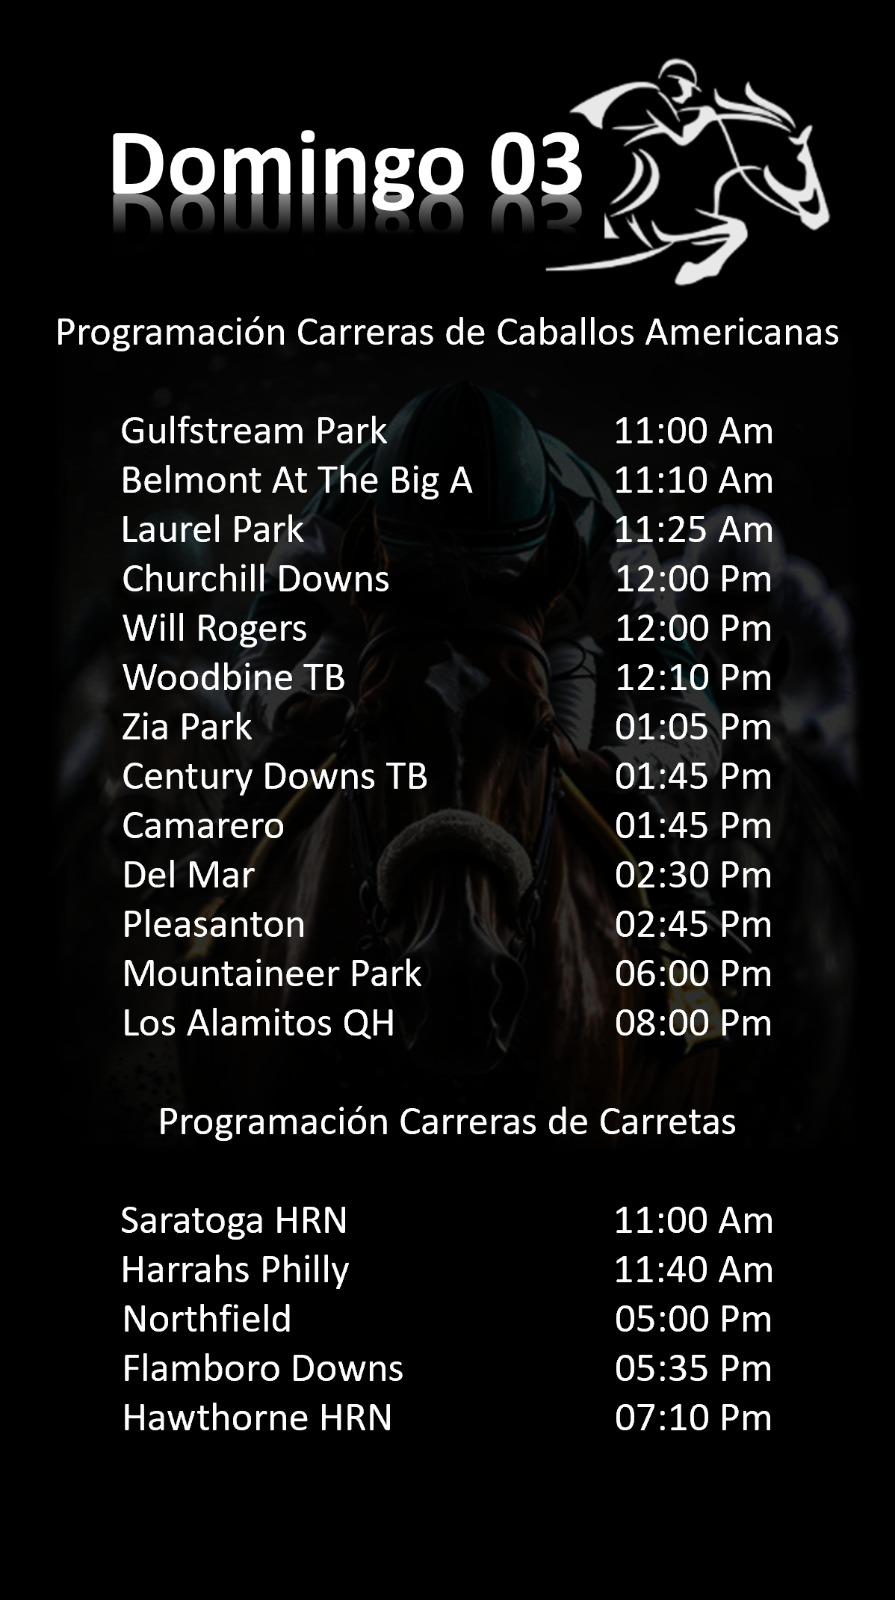 Domingo 03
Programación Carreras de Caballos Americanas
Gulfstream Park 11:00 Am
Belmont At The Big A 11:10 Am
Laurel Park 11:25 Am
Churchill Downs 12:00 Pm
Will Rogers 12:00 Pm
Woodbine TB 12:10 Pm
Zia Park 01:05 Pm
Century Downs TB 01:45 Pm
Camarero 01:45 Pm
Del Mar 02:30 Pm
Pleasanton 02:45 Pm
Mountaineer Park 06:00 Pm
Los Alamitos QH 08:00 Pm
Programación Carreras de Carretas
Saratoga HRN 11:00 Am
Harrahs Philly 11:40 Am
Northfield 05:00 Pm
Flamboro Downs 05:35 Pm
Hawthorne HRN 07:10 Pm